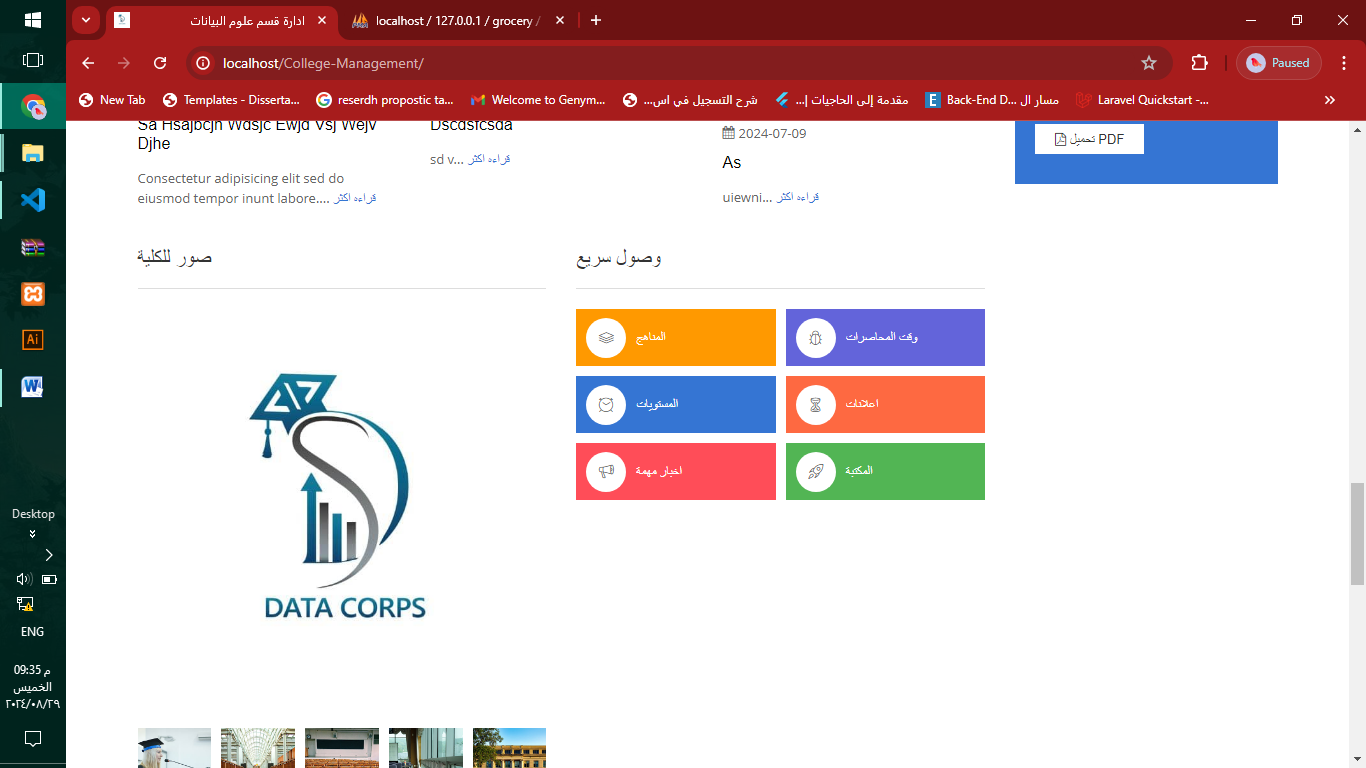 ادارة قسم علوم البيانات
localhost / 127.0.0.1 / grocery /
localhost/College-Management/
Paused
New Tab
Templates - Disserta...
reserdh propostic ta...
Welcome to Genym...
شرح التسجيل في اس...
مقدمة إلى الحاجيات إ...
Back-End D... مسار ال
Laravel Quickstart -...
Sa Hsajbcjn Wdsjc Ewjd Vsj Wejv
Djhe
Consectetur adipisicing elit sed do
eiusmod tempor inunt labore.... قراءه اكثر
Dscdsfcsda
sd v... قراءه اكثر
2024-07-09
As
uiewni... قراءه اكثر
تحميل PDF
صور للكلية
وصول سريع
المناهج
وقت المحاصرات
المستويات
اعلانات
اخبار مهمة
المكتبة
DATA CORPS
Desktop
ENG
09:35 م
الخميس
٢٠٢٤/٠٨/٢٩